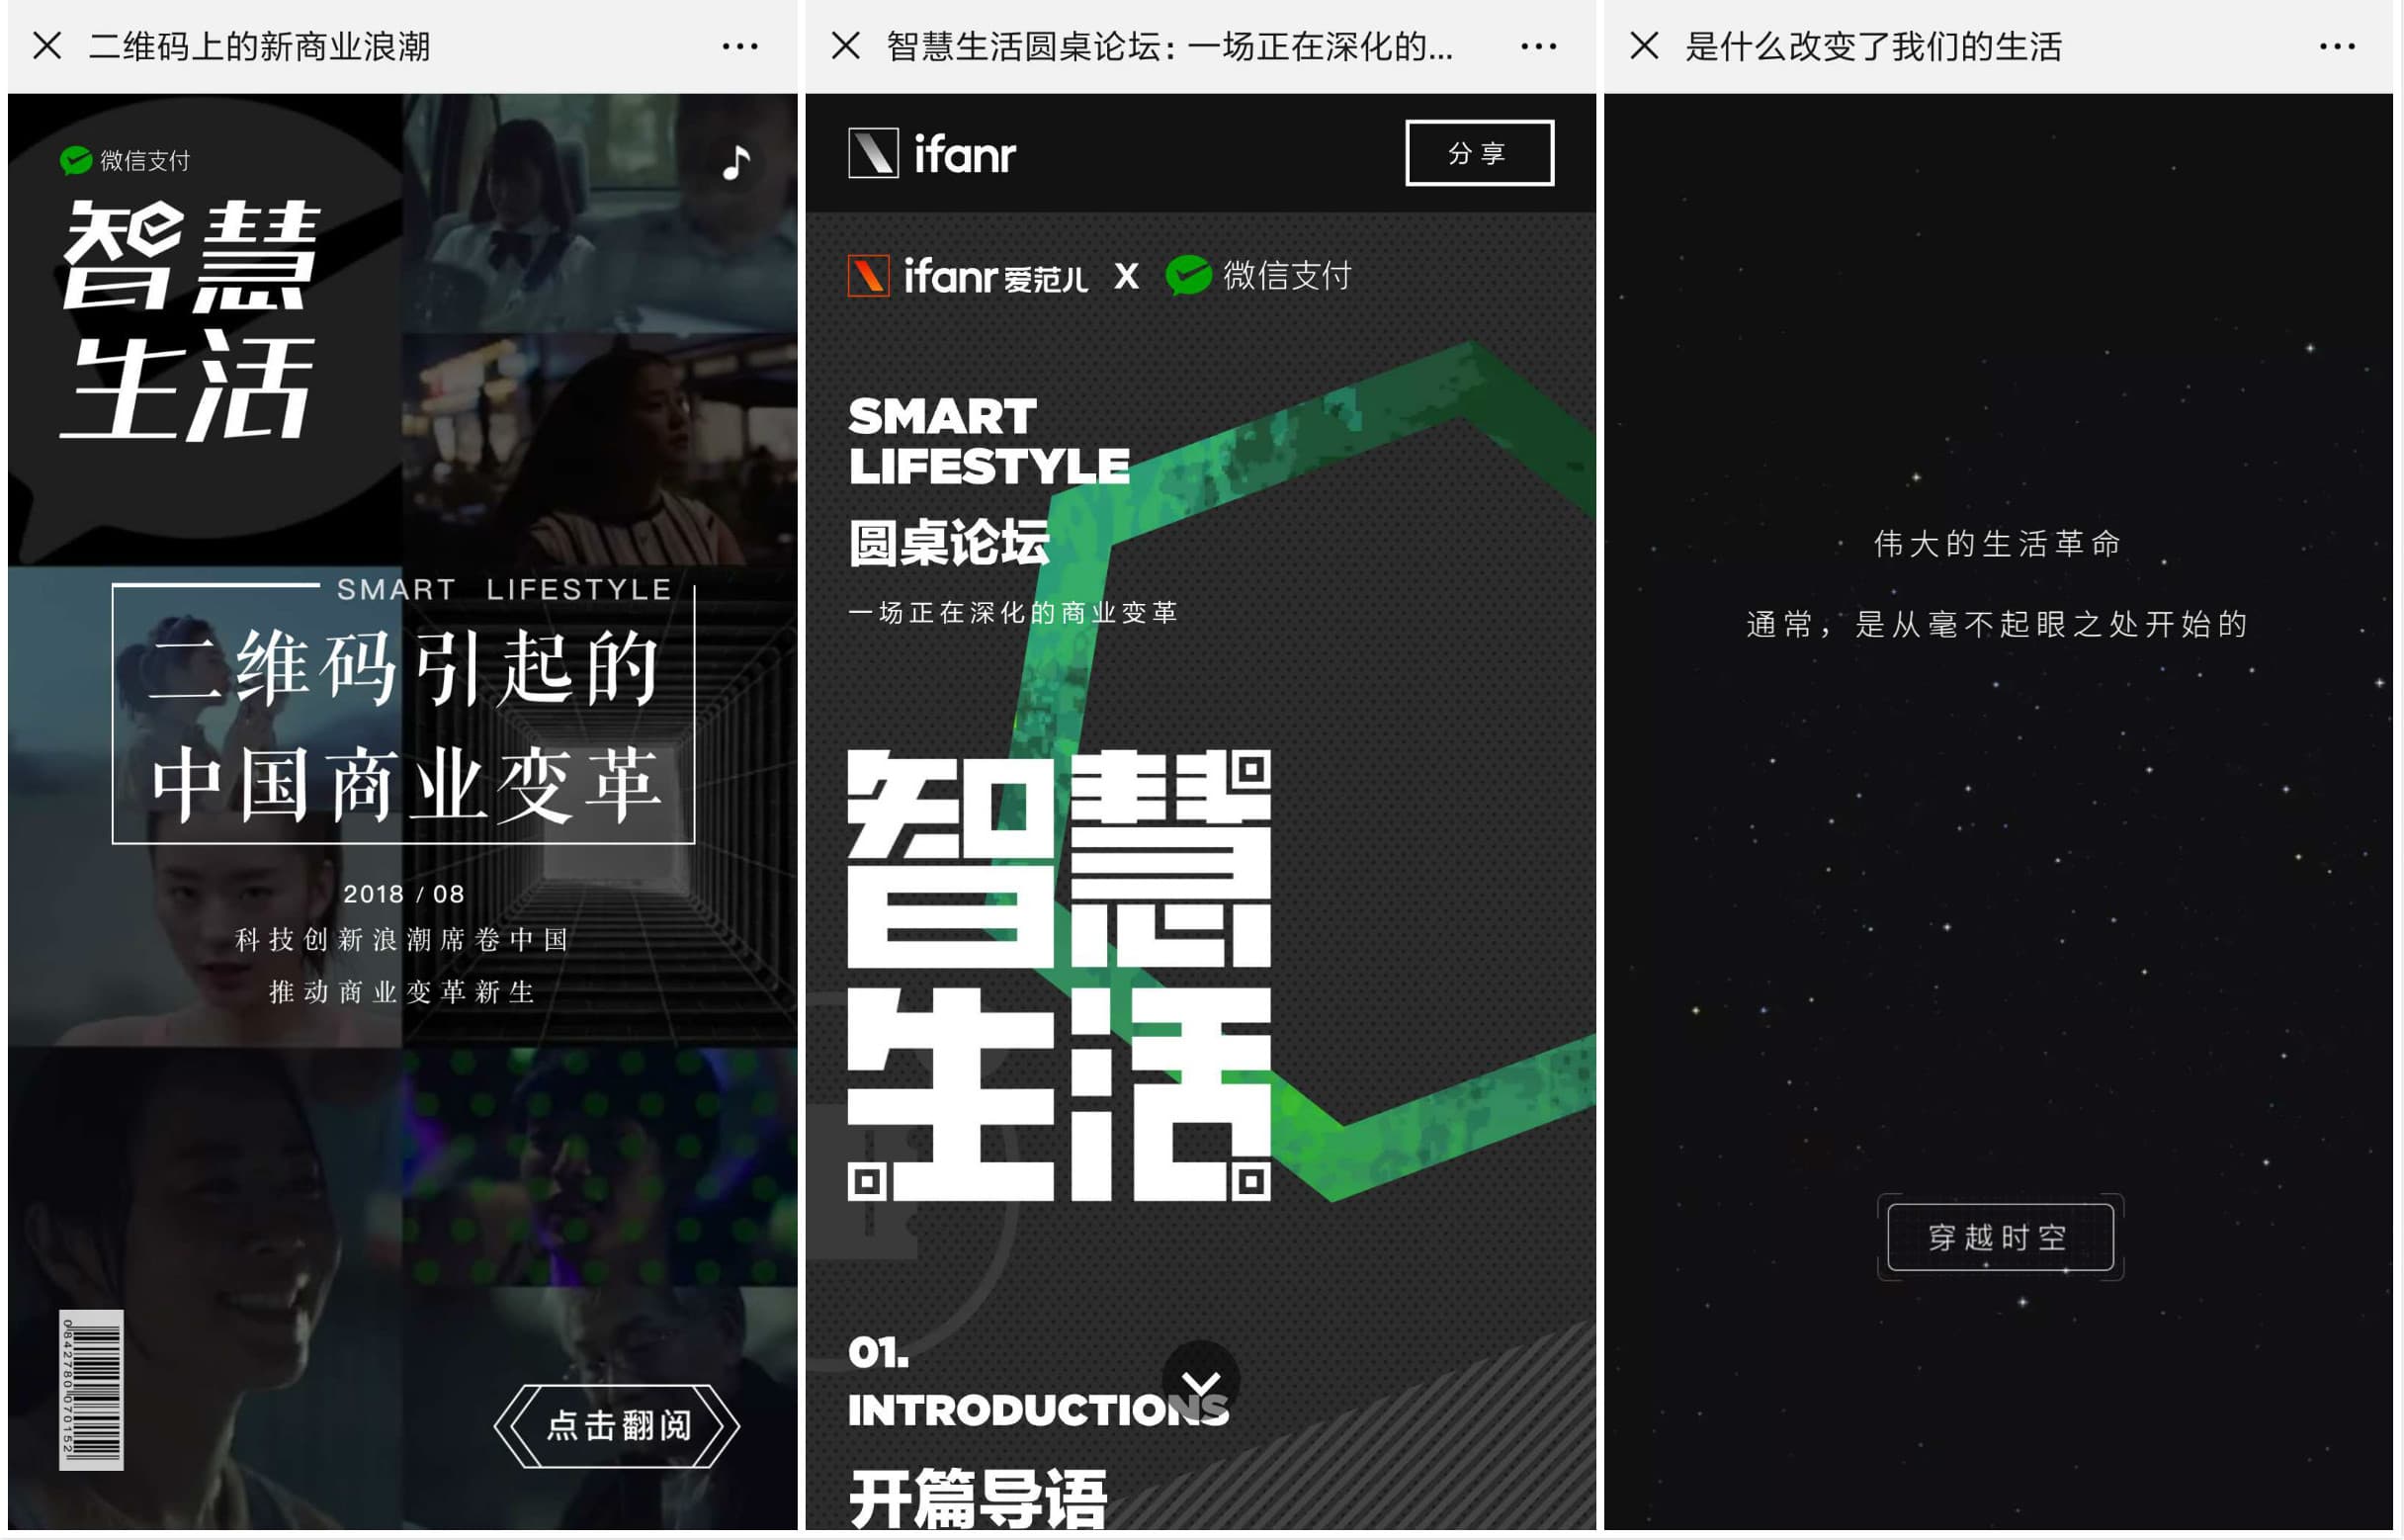 二维码上的新商业浪潮
微信支付
智慧
生活
SMART LIFESTYLE
二维码引起的
中国商业变革
2018 / 08
科技创新浪潮席卷中国
推动商业变革新生
0842780070152
点击翻阅
智慧生活圆桌论坛：一场正在深化的...
ifanr
分享
ifanr爱范儿 X 微信支付
SMART
LIFESTYLE
圆桌论坛
一场正在深化的商业变革
智慧
生活
01.
INTRODUCTIONS
开篇导语
是什么改变了我们的生活
伟大的生活革命
通常，是从毫不起眼之处开始的
穿越时空